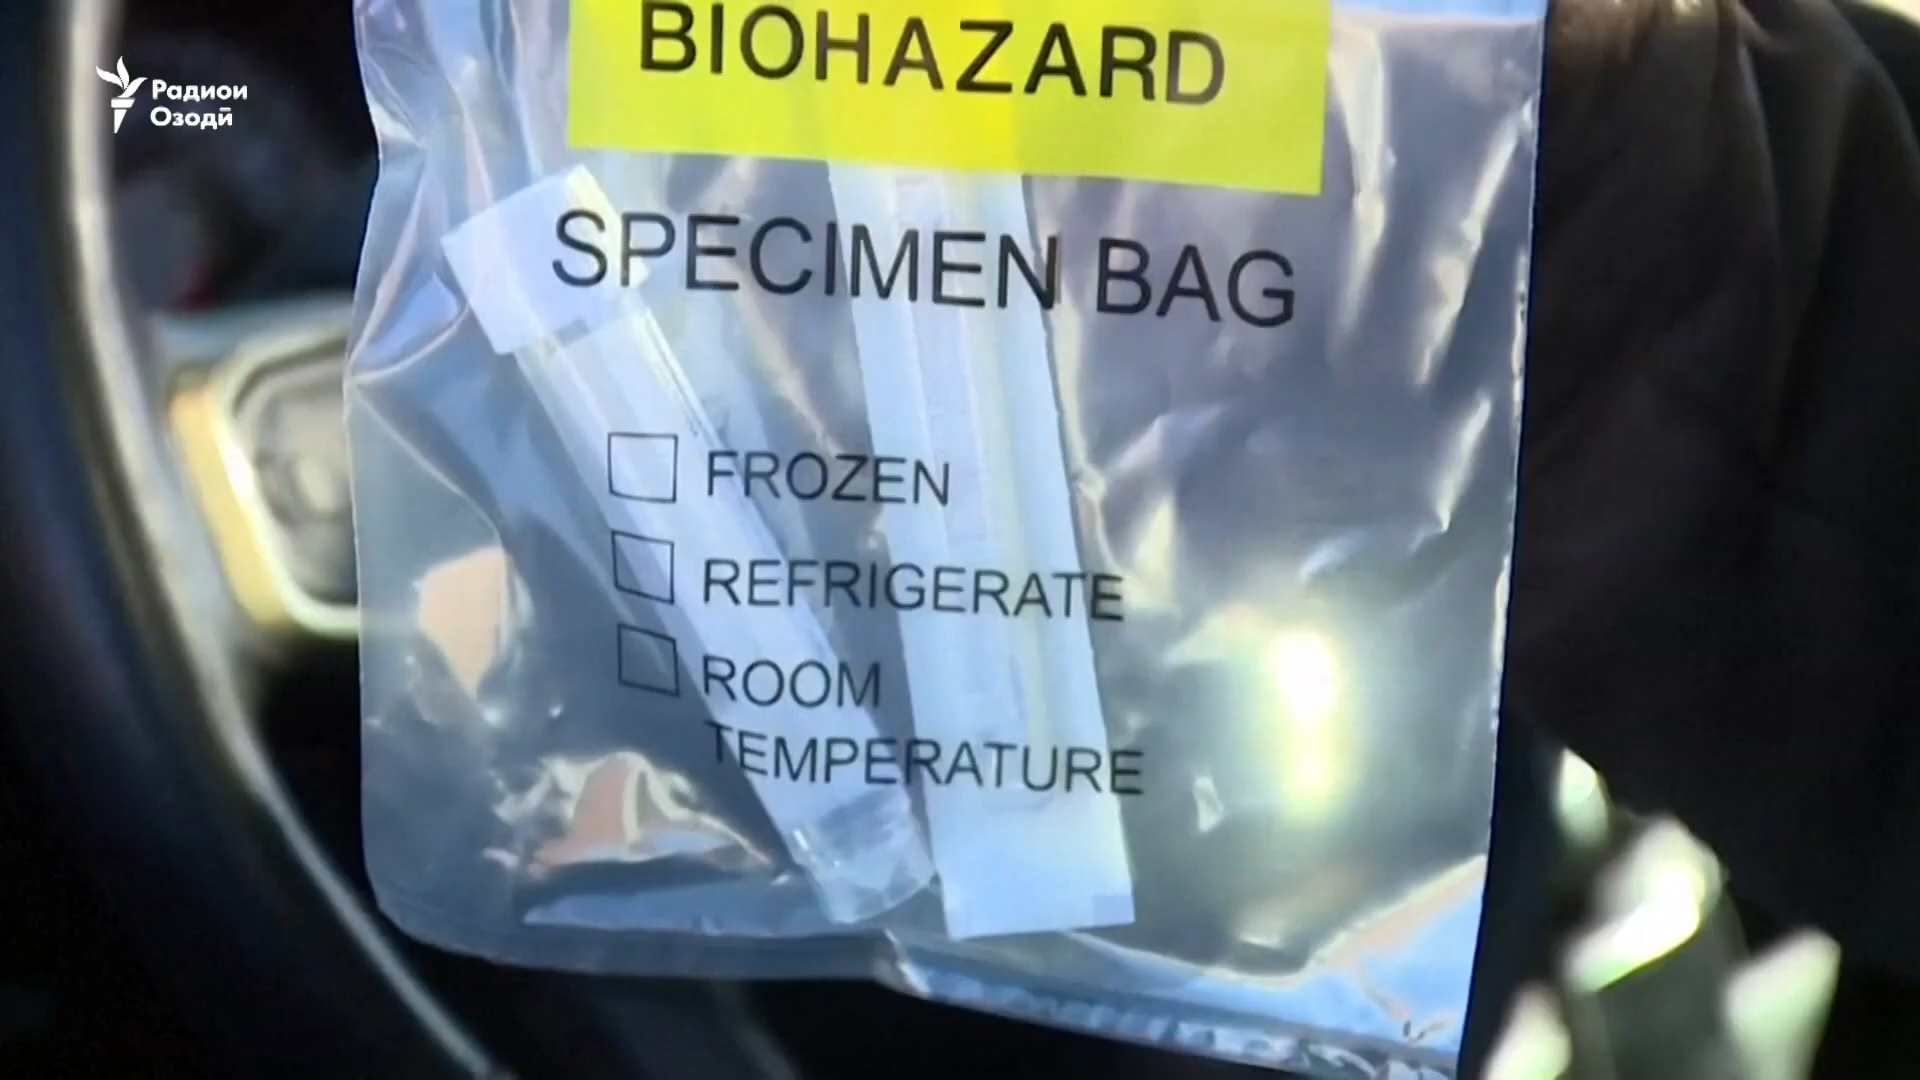 Радиои
Озодӣ
BIOHAZARD
SPECIMEN BAG
FROZEN
REFRIGERATE
ROOM
TEMPERATURE